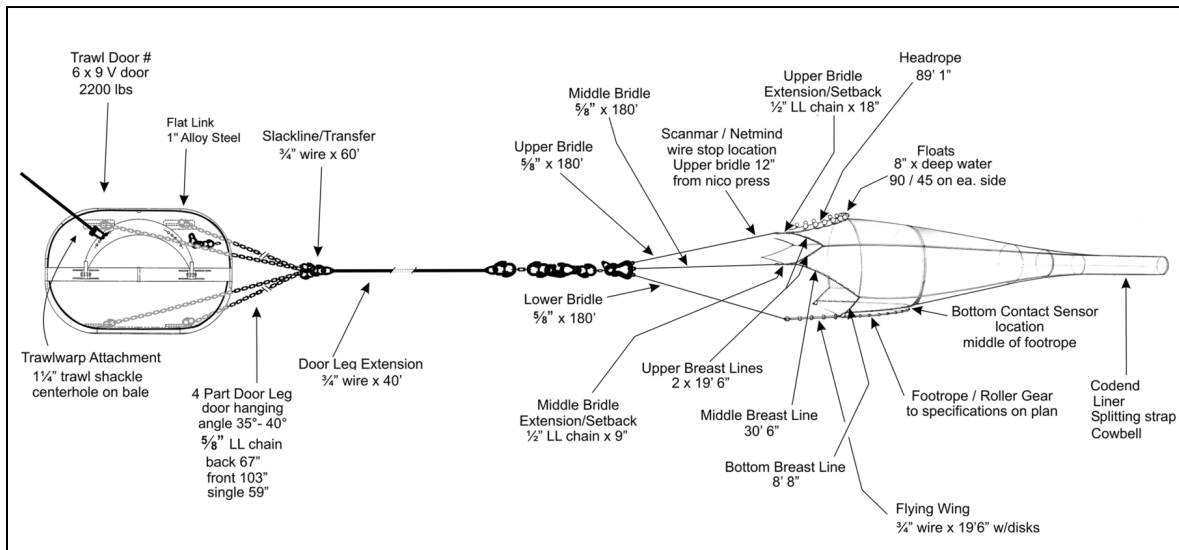 Trawl Door #
6 x 9 V door
2200 lbs
Flat Link
1" Alloy Steel
Slackline/Transfer
¾” wire x 60’
Upper Bridle
⅝” x 180’
Middle Bridle
⅝” x 180’
Scanmar / Netmind
wire stop location
Upper bridle 12”
from nico press
Upper Bridle
Extension/Setback
½” LL chain x 18”
Headrope
89’ 1”
Floats
8” x deep water
90 / 45 on ea. side
Trawlwarp Attachment
1¼” trawl shackle
centerhole on bale
4 Part Door Leg
door hanging
angle 35°- 40°
⅝” LL chain
back 67”
front 103”
single 59”
Door Leg Extension
¾” wire x 40’
Lower Bridle
⅝” x 180’
Middle Bridle
Extension/Setback
½” LL chain x 9”
Upper Breast Lines
2 x 19’ 6”
Middle Breast Line
30’ 6”
Bottom Breast Line
8’ 8”
Flying Wing
¾” wire x 19’6” w/disks
Footrope / Roller Gear
to specifications on plan
Bottom Contact Sensor
location
middle of footrope
Codend
Liner
Splitting strap
Cowbell